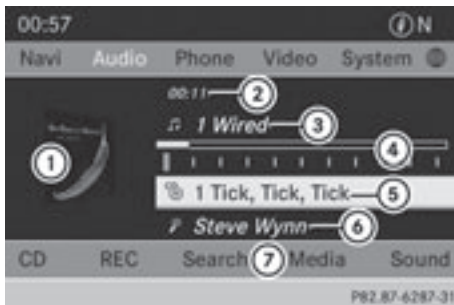 00:57 N
Navi Audio Phone Video System
00:11 2
1 Wired 3
1 4
1 Tick, Tick, Tick 5
Steve Wynn 6
CD REC Search 7 Media Sound
P82.87-6287-31